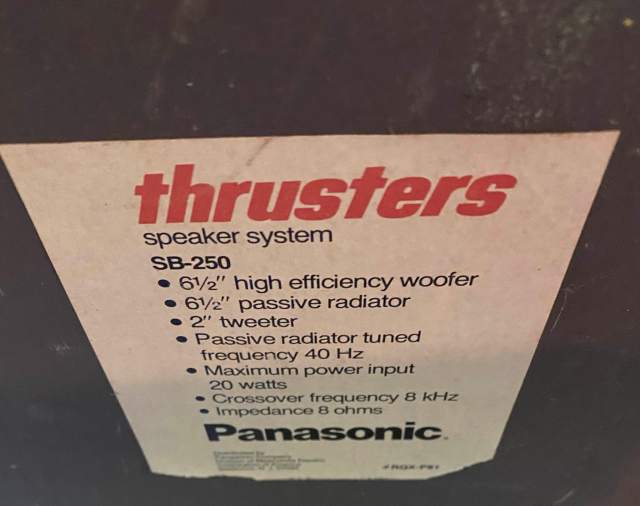 thrusters
speaker system
SB-250
• 6½" high efficiency woofer
• 6½" passive radiator
• 2" tweeter
• Passive radiator tuned
frequency 40 Hz
• Maximum power input
20 watts
• Crossover frequency 8 kHz
• Impedance 8 ohms
Panasonic